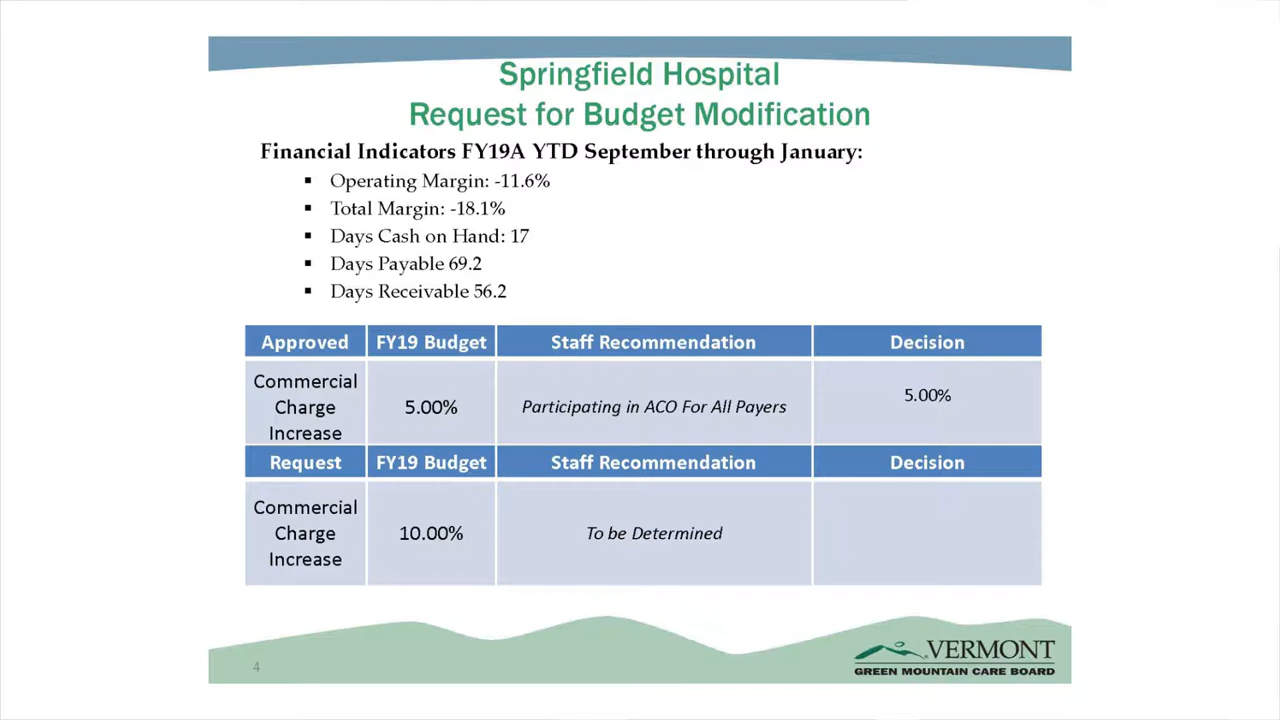 Springfield Hospital
Request for Budget Modification
Financial Indicators FY19A YTD September through January:
▪ Operating Margin: -11.6%
▪ Total Margin: -18.1%
▪ Days Cash on Hand: 17
▪ Days Payable 69.2
▪ Days Receivable 56.2
Approved FY19 Budget Staff Recommendation Decision
Commercial
Charge
Increase
5.00%
Participating in ACO For All Payers
5.00%
Request FY19 Budget Staff Recommendation Decision
Commercial
Charge
Increase
10.00%
To be Determined
4
VERMONT
GREEN MOUNTAIN CARE BOARD